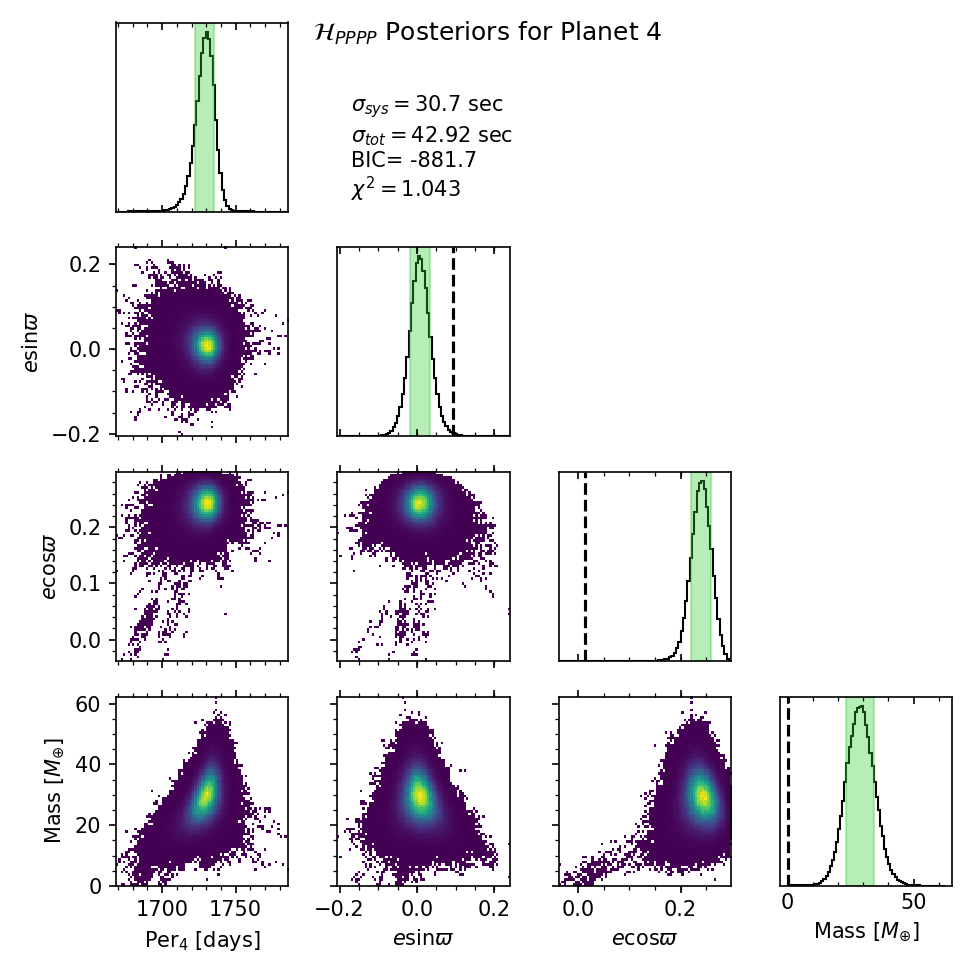 𝓗_PPPP Posteriors for Planet 4
σ_sys = 30.7 sec
σ_tot = 42.92 sec
BIC= -881.7
χ² = 1.043
0.2
0.0
−0.2
esinϖ
0.2
0.1
0.0
ecosϖ
60
40
20
0
Mass [M⊕]
1700 1750
Per₄ [days]
−0.2 0.0 0.2
esinϖ
0.0 0.2
ecosϖ
0 50
Mass [M⊕]